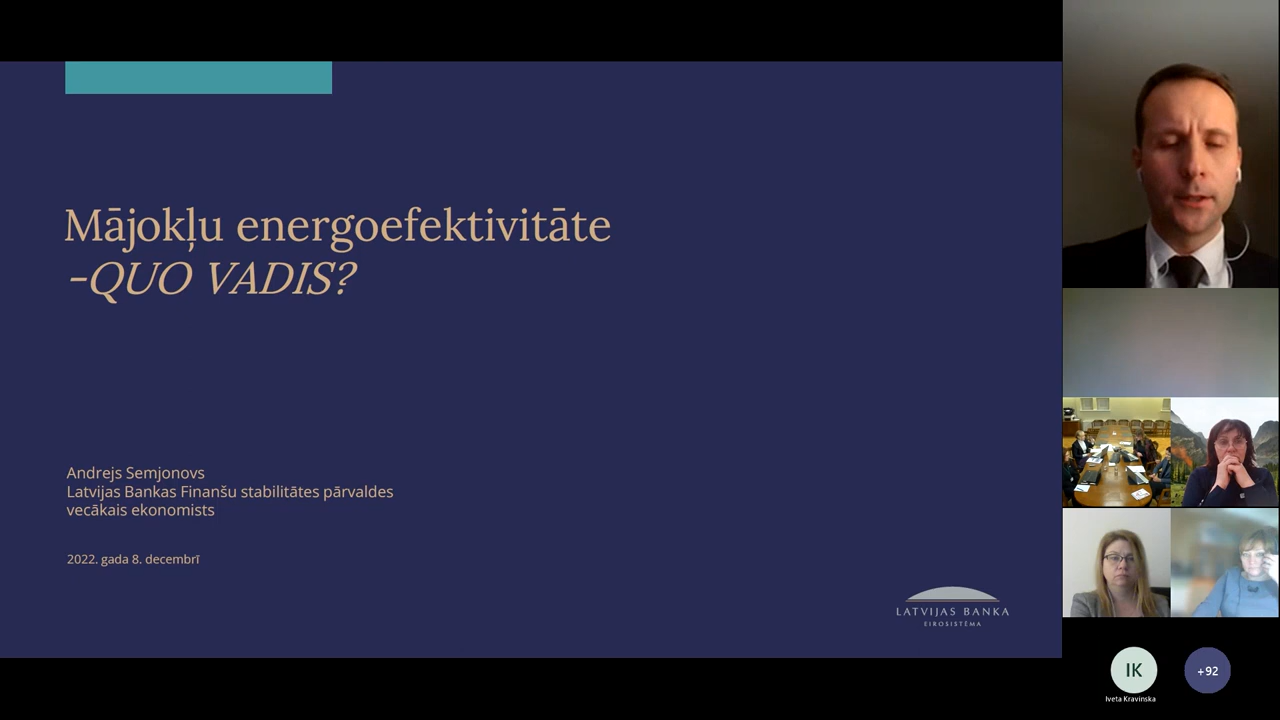 Mājokļu energoefektivitāte
-QUO VADIS?
Andrejs Semjonovs
Latvijas Bankas Finanšu stabilitātes pārvaldes
vecākais ekonomists
2022. gada 8. decembrī
LATVIJAS BANKA
EIROSISTĒMA
IK
+92
Iveta Kravinska